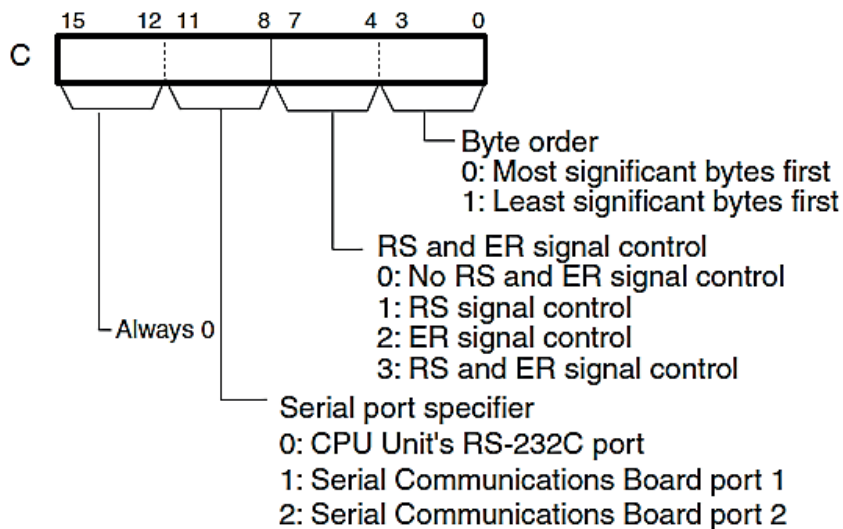 15 12 11 8 7 4 3 0
C
Byte order
0: Most significant bytes first
1: Least significant bytes first
RS and ER signal control
0: No RS and ER signal control
1: RS signal control
2: ER signal control
3: RS and ER signal control
Always 0
Serial port specifier
0: CPU Unit's RS-232C port
1: Serial Communications Board port 1
2: Serial Communications Board port 2